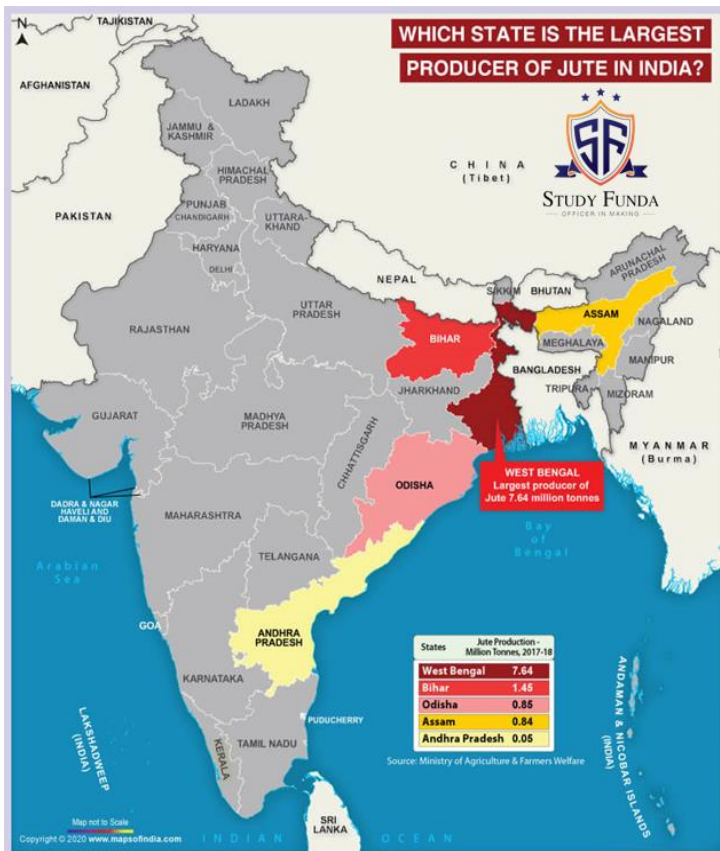 WHICH STATE IS THE LARGEST
PRODUCER OF JUTE IN INDIA?
SF
STUDY FUNDA
OFFICER IN MAKING
N
TAJIKISTAN
AFGHANISTAN
LADAKH
JAMMU &
KASHMIR
CHINA
(Tibet)
HIMACHAL
PRADESH
PUNJAB
CHANDIGARH
UTTARA-
KHAND
PAKISTAN
HARYANA
DELHI
NEPAL
SIKKIM
BHUTAN
ARUNACHAL
PRADESH
RAJASTHAN
UTTAR
PRADESH
BIHAR
ASSAM
NAGALAND
MEGHALAYA
MANIPUR
BANGLADESH
TRIPURA
MIZORAM
JHARKHAND
GUJARAT
MADHYA
PRADESH
CHHATTISGARH
MYANMAR
(Burma)
WEST BENGAL
Largest producer of
Jute 7.64 million tonnes
ODISHA
DADRA & NAGAR
HAVELI AND
DAMAN & DIU
MAHARASHTRA
Bay
of
Bengal
TELANGANA
Arabian
Sea
GOA
ANDHRA
PRADESH
KARNATAKA
States Jute Production -
Million Tonnes, 2017-18
West Bengal 7.64
Bihar 1.45
Odisha 0.85
Assam 0.84
Andhra Pradesh 0.05
Source: Ministry of Agriculture & Farmers Welfare
ANDAMAN & NICOBAR ISLANDS
(INDIA)
LAKSHADWEEP
(INDIA)
PUDUCHERRY
KERALA
TAMIL NADU
SRI
LANKA
Map not to Scale
Copyright © 2020 www.mapsofindia.com
INDIAN OCEAN